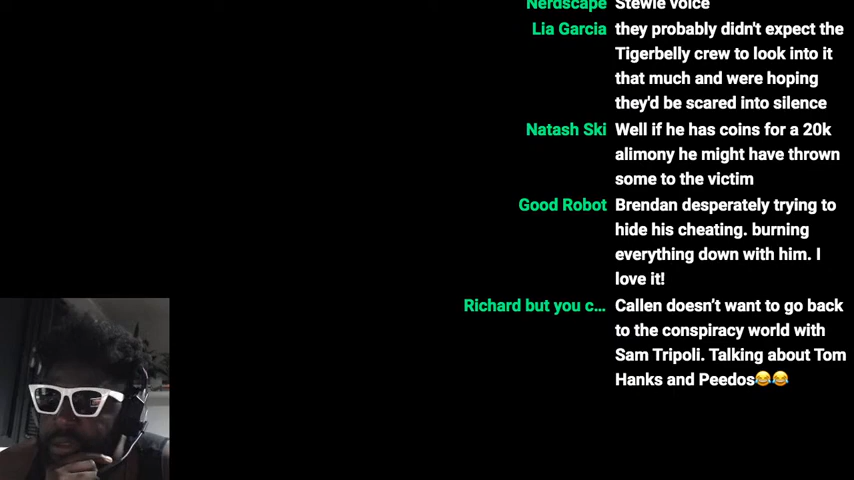 Nerdscape Stewie voice
Lia Garcia they probably didn't expect the
Tigerbelly crew to look into it
that much and were hoping
they'd be scared into silence
Natash Ski Well if he has coins for a 20k
alimony he might have thrown
some to the victim
Good Robot Brendan desperately trying to
hide his cheating. burning
everything down with him. I
love it!
Richard but you c... Callen doesn’t want to go back
to the conspiracy world with
Sam Tripoli. Talking about Tom
Hanks and Peedos😂😂